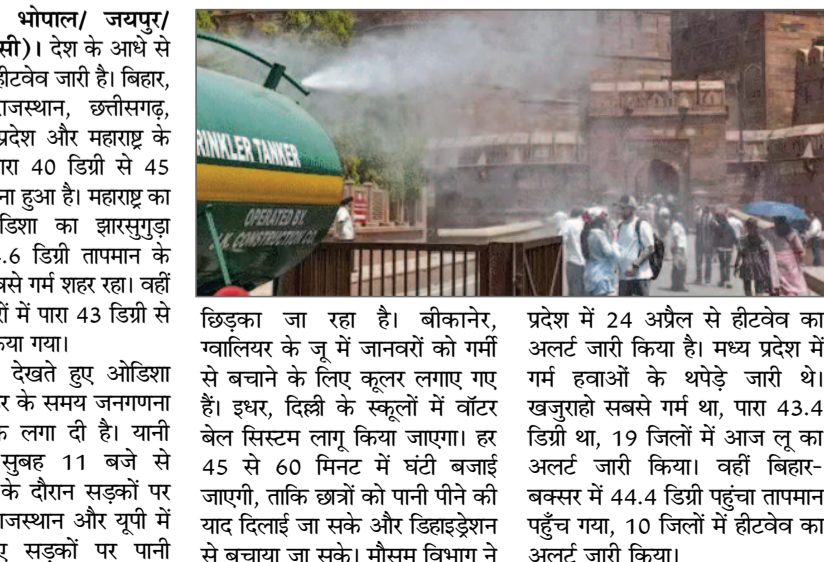 भोपाल/ जयपुर/
सी)। देश के आधे से
हीटवेव जारी है। बिहार,
राजस्थान, छत्तीसगढ़,
प्रदेश और महाराष्ट्र के
पारा 40 डिग्री से 45
बना हुआ है। महाराष्ट्र का
डिशा का झारसुगुड़ा
.6 डिग्री तापमान के
सबसे गर्म शहर रहा। वहीं
में पारा 43 डिग्री से
किया गया।
देखते हुए ओडिशा
के समय जनगणना
लगा दी है। यानी
सुबह 11 बजे से
के दौरान सड़कों पर
राजस्थान और यूपी में
सड़कों पर पानी
RINKLER TANKER
OPERATED BY.
.K. CONSTRUCTION CO.
छिड़का जा रहा है। बीकानेर,
ग्वालियर के जू में जानवरों को गर्मी
से बचाने के लिए कूलर लगाए गए
हैं। इधर, दिल्ली के स्कूलों में वॉटर
बेल सिस्टम लागू किया जाएगा। हर
45 से 60 मिनट में घंटी बजाई
जाएगी, ताकि छात्रों को पानी पीने की
याद दिलाई जा सके और डिहाइड्रेशन
से बचाया जा सके। मौसम विभाग ने
प्रदेश में 24 अप्रैल से हीटवेव का
अलर्ट जारी किया है। मध्य प्रदेश में
गर्म हवाओं के थपेड़े जारी थे।
खजुराहो सबसे गर्म था, पारा 43.4
डिग्री था, 19 जिलों में आज लू का
अलर्ट जारी किया। वहीं बिहार-
बक्सर में 44.4 डिग्री पहुंचा तापमान
पहुँच गया, 10 जिलों में हीटवेव का
अलर्ट जारी किया।